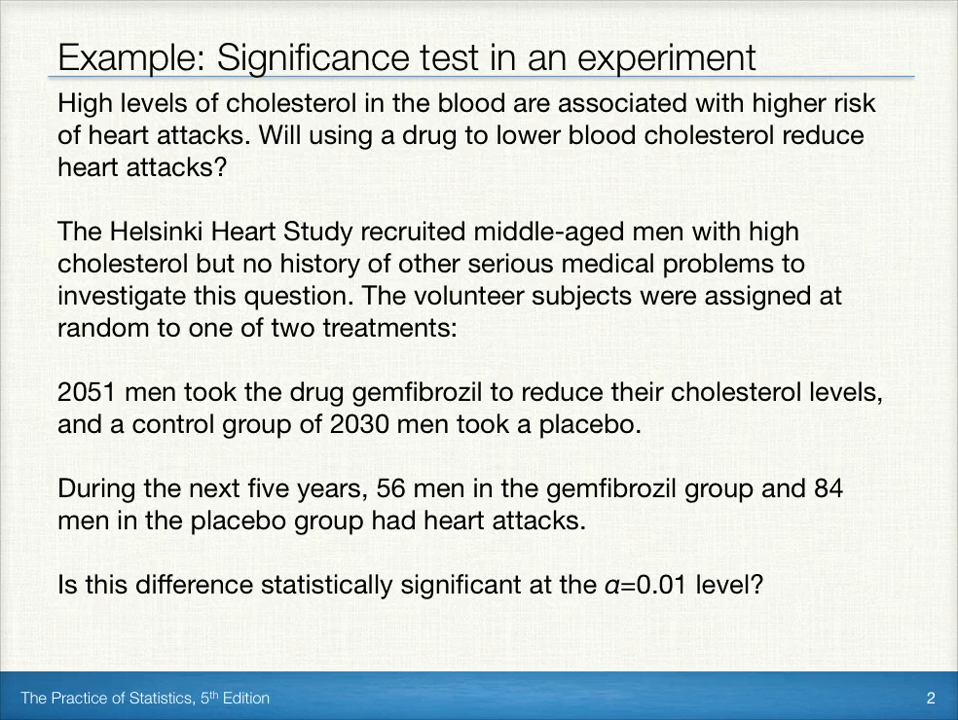 Example: Significance test in an experiment
High levels of cholesterol in the blood are associated with higher risk
of heart attacks. Will using a drug to lower blood cholesterol reduce
heart attacks?
The Helsinki Heart Study recruited middle-aged men with high
cholesterol but no history of other serious medical problems to
investigate this question. The volunteer subjects were assigned at
random to one of two treatments:
2051 men took the drug gemfibrozil to reduce their cholesterol levels,
and a control group of 2030 men took a placebo.
During the next five years, 56 men in the gemfibrozil group and 84
men in the placebo group had heart attacks.
Is this difference statistically significant at the α=0.01 level?
The Practice of Statistics, 5th Edition
2